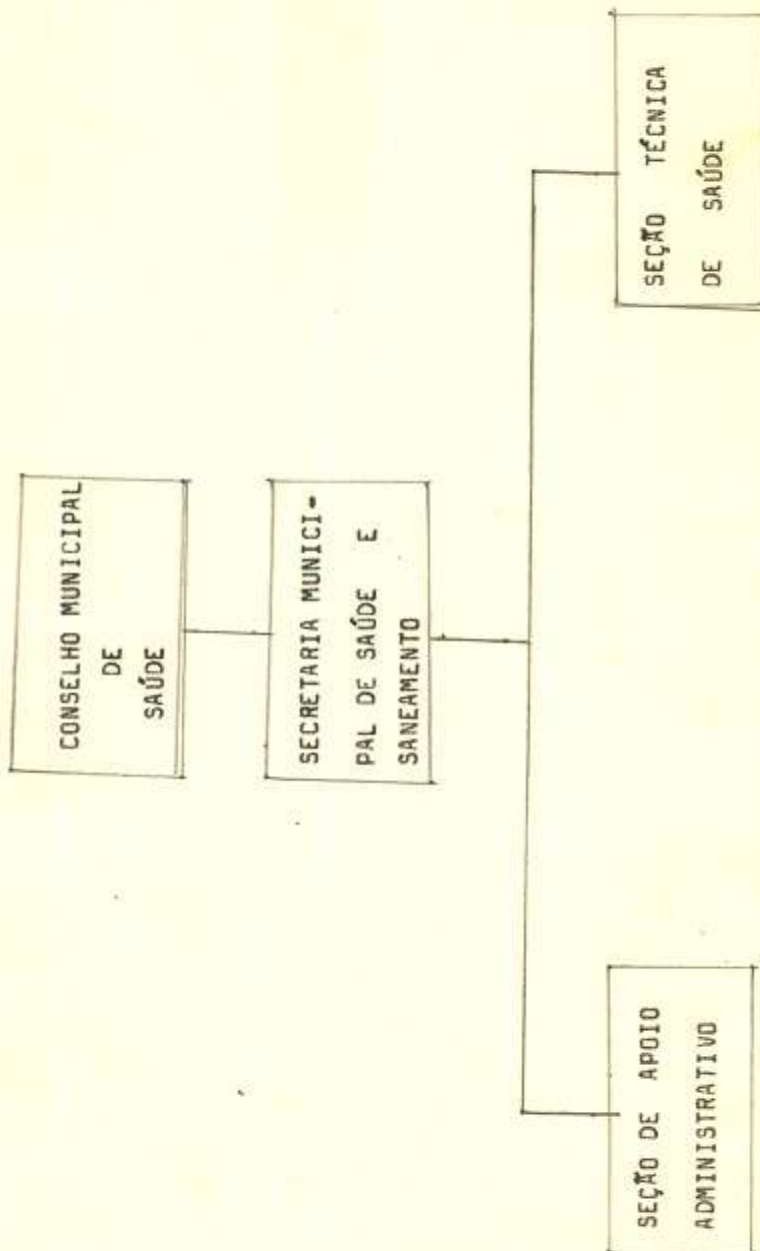 CONSELHO MUNICIPAL
DE
SAÚDE
SECRETARIA MUNICI-
PAL DE SAÚDE E
SANEAMENTO
SEÇÃO DE APOIO
ADMINISTRATIVO
SEÇÃO TÉCNICA
DE SAÚDE